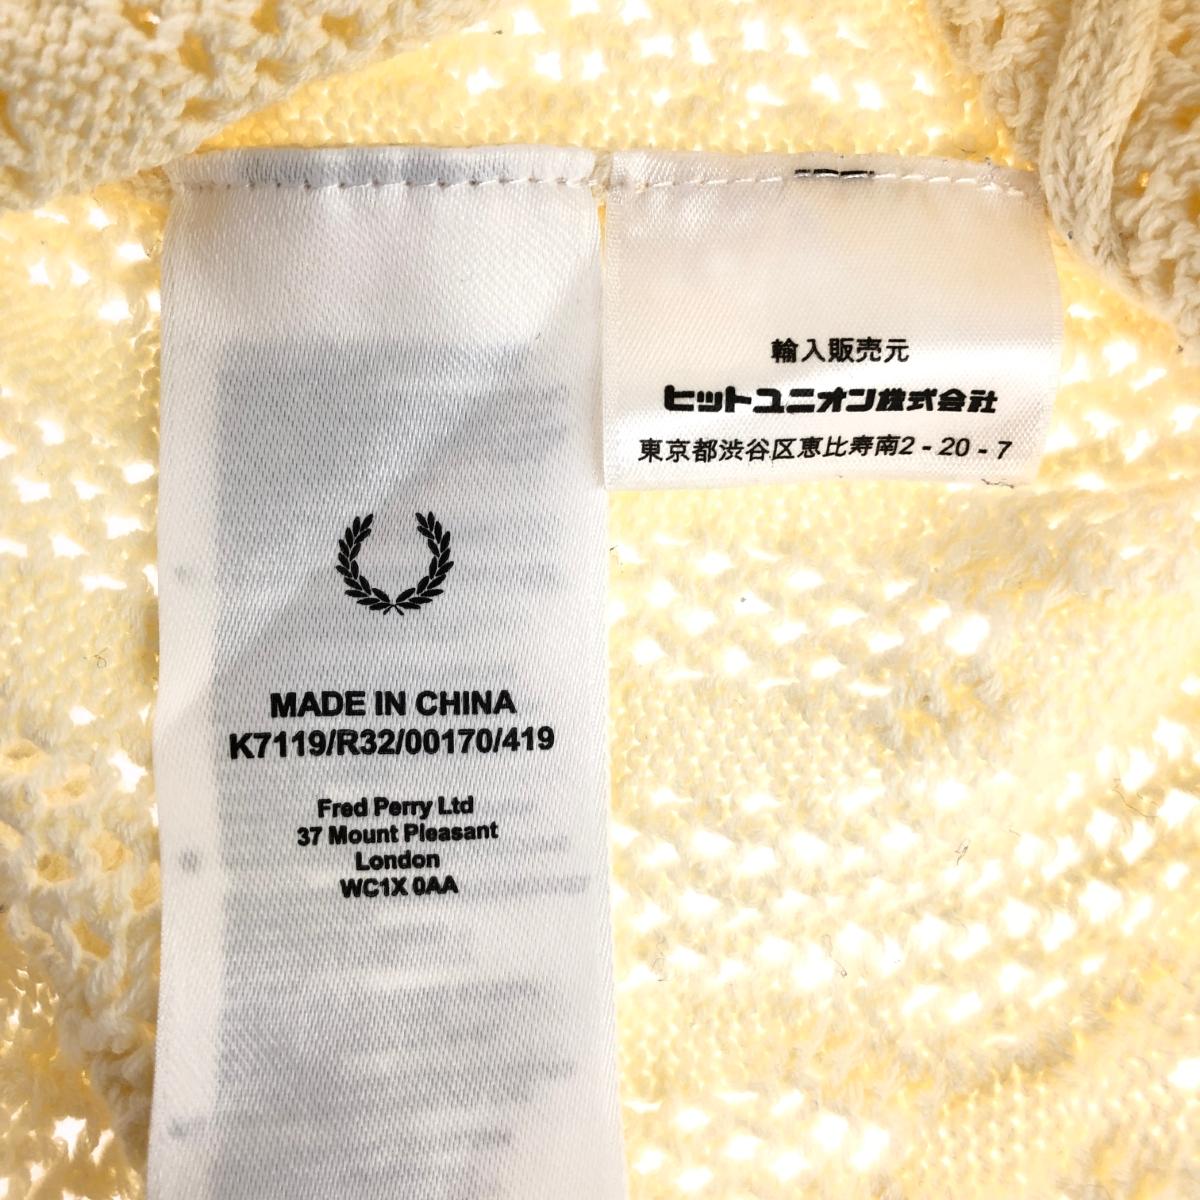 MADE IN CHINA
K7119/R32/00170/419
Fred Perry Ltd
37 Mount Pleasant
London
WC1X 0AA
輸入販売元
ヒットユニオン株式会社
東京都渋谷区恵比寿南2-20-7